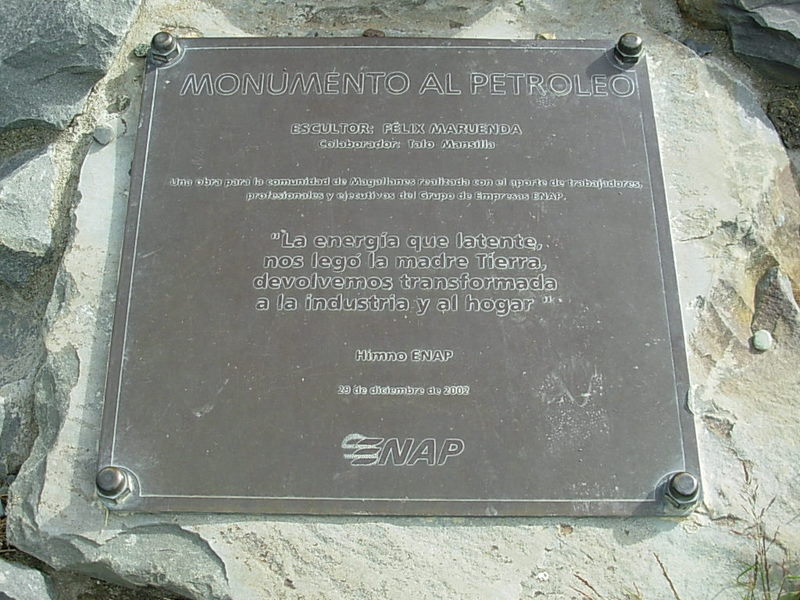 MONUMENTO AL PETROLEO
ESCULTOR: FÉLIX MARUENDA
Colaborador: Talo Mansilla
Una obra para la comunidad de Magallanes realizada con el aporte de trabajadores,
profesionales y ejecutivos del Grupo de Empresas ENAP.
"La energía que latente,
nos legó la madre Tierra,
devolvemos transformada
a la industria y al hogar "
Himno ENAP
29 de diciembre de 2002
ENAP